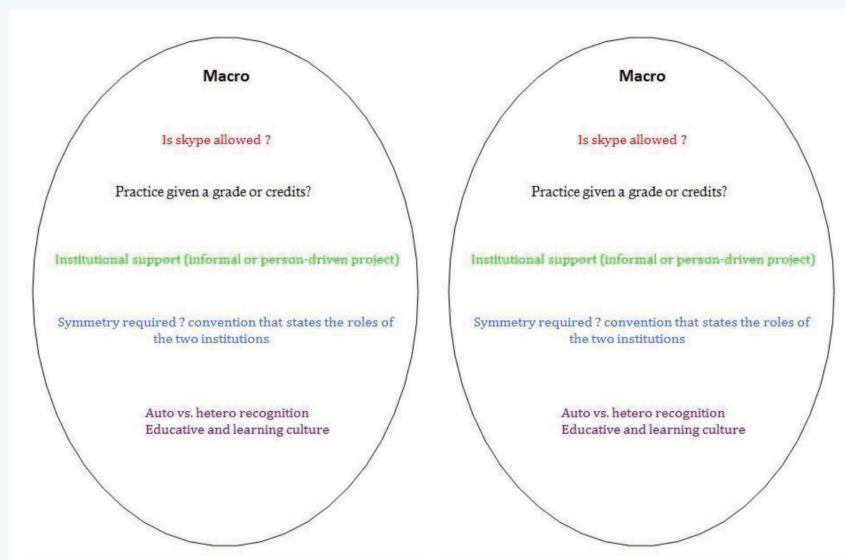 Macro
Is skype allowed ?
Practice given a grade or credits?
Institutional support (informal or person-driven project)
Symmetry required ? convention that states the roles of
the two institutions
Auto vs. hetero recognition
Educative and learning culture
Macro
Is skype allowed ?
Practice given a grade or credits?
Institutional support (informal or person-driven project)
Symmetry required ? convention that states the roles of
the two institutions
Auto vs. hetero recognition
Educative and learning culture